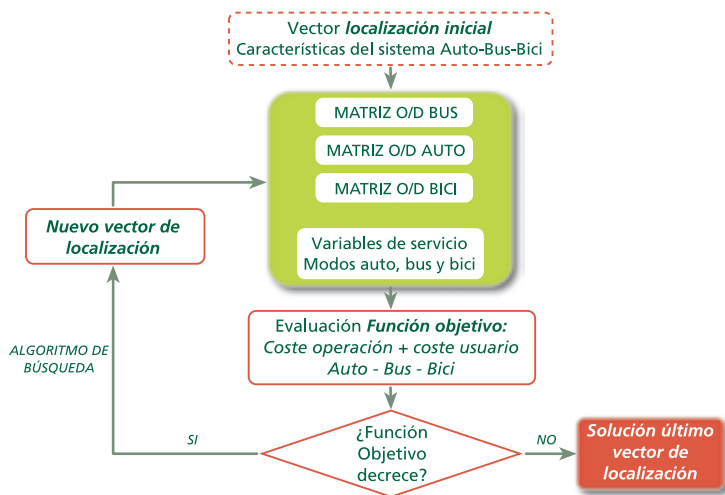 Vector localización inicial
Características del sistema Auto-Bus-Bici
MATRIZ O/D BUS
MATRIZ O/D AUTO
MATRIZ O/D BICI
Variables de servicio
Modos auto, bus y bici
Nuevo vector de
localización
Evaluación Función objetivo:
Coste operación + coste usuario
Auto - Bus - Bici
ALGORITMO DE
BÚSQUEDA
SI
¿Función
Objetivo
decrece?
NO
Solución último
vector de
localización